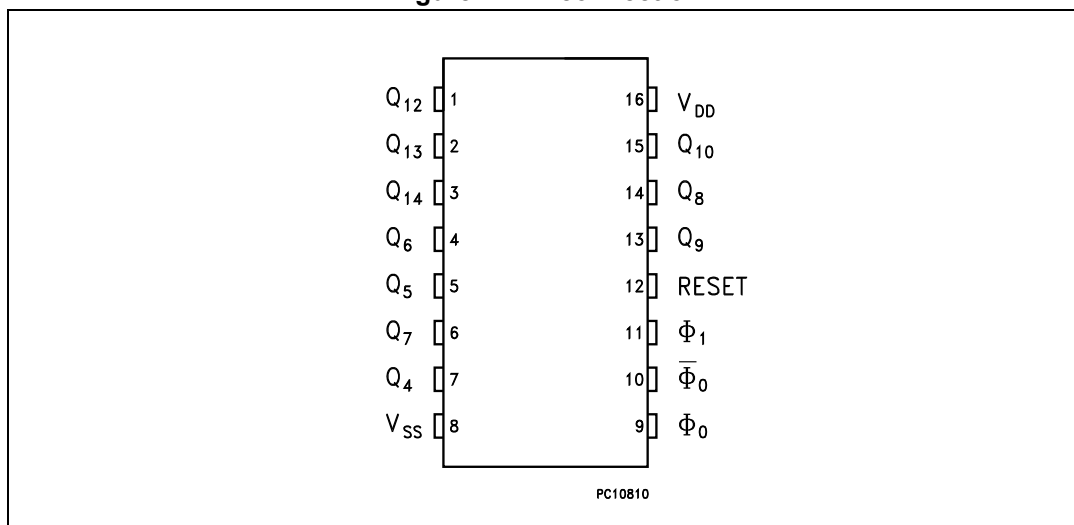 Q12 1 16 VDD
Q13 2 15 Q10
Q14 3 14 Q8
Q6 4 13 Q9
Q5 5 12 RESET
Q7 6 11 Φ1
Q4 7 10 Φ̅0
VSS 8 9 Φ0
PC10810